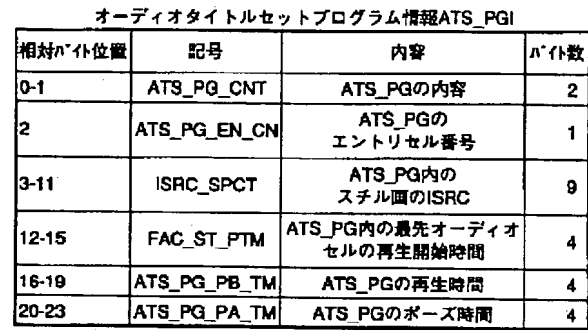 オーディオタイトルセットプログラム情報ATS_PGI
相対バイト位置 記号 内容 バイト数
0-1 ATS_PG_CNT ATS_PGの内容 2
2 ATS_PG_EN_CN ATS_PGの
エントリセル番号 1
3-11 ISRC_SPCT ATS_PG内の
スチル画のISRC 9
12-15 FAC_ST_PTM ATS_PG内の最先オーディオ
セルの再生開始時間 4
16-19 ATS_PG_PB_TM ATS_PGの再生時間 4
20-23 ATS_PG_PA_TM ATS_PGのポーズ時間 4